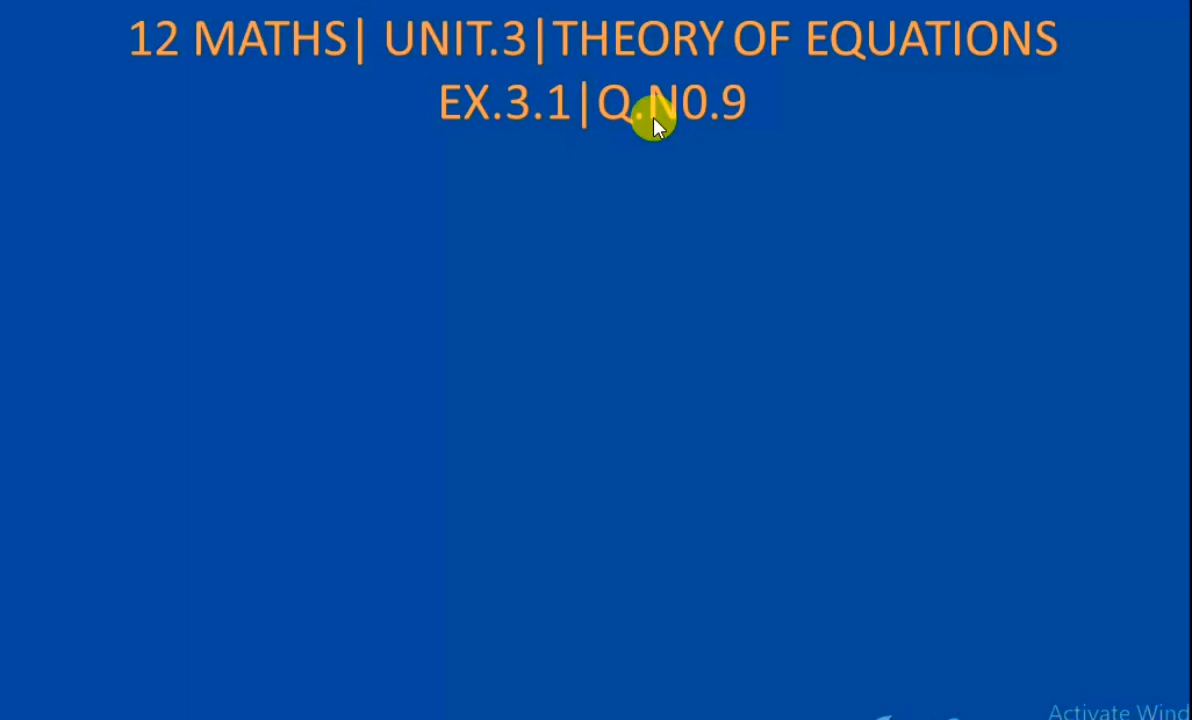 12 MATHS| UNIT.3|THEORY OF EQUATIONS
EX.3.1|Q.N0.9
Activate Wind